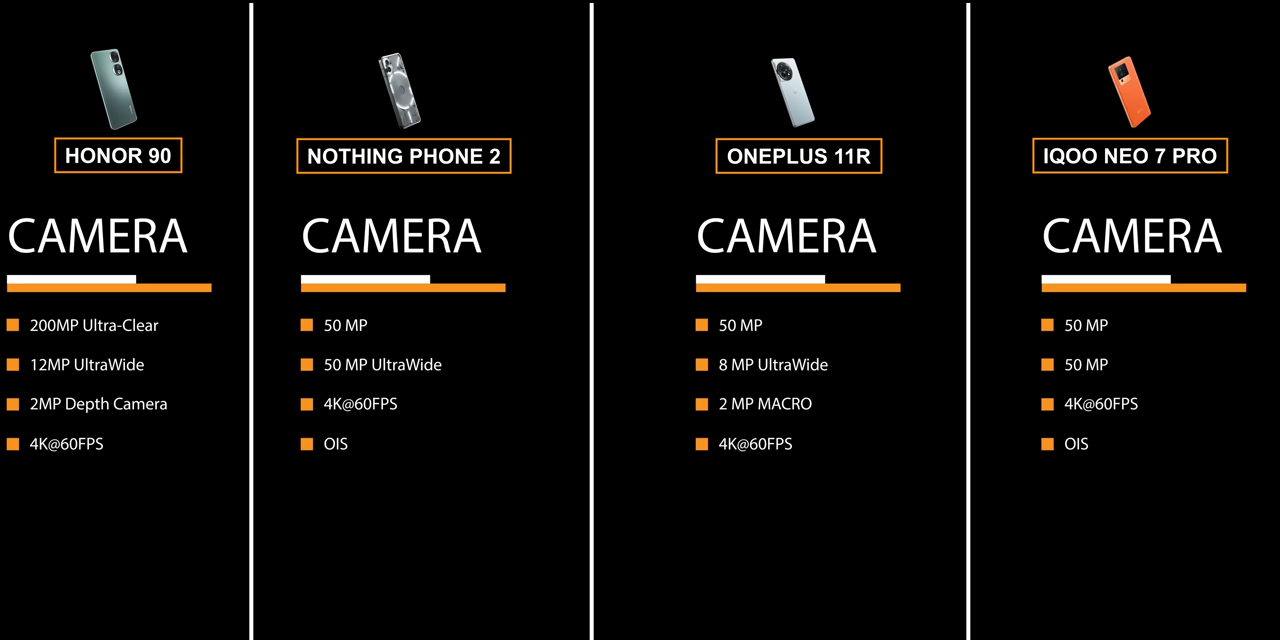 HONOR 90
CAMERA
200MP Ultra-Clear
12MP UltraWide
2MP Depth Camera
4K@60FPS
NOTHING PHONE 2
CAMERA
50 MP
50 MP UltraWide
4K@60FPS
OIS
ONEPLUS 11R
CAMERA
50 MP
8 MP UltraWide
2 MP MACRO
4K@60FPS
IQOO NEO 7 PRO
CAMERA
50 MP
50 MP
4K@60FPS
OIS